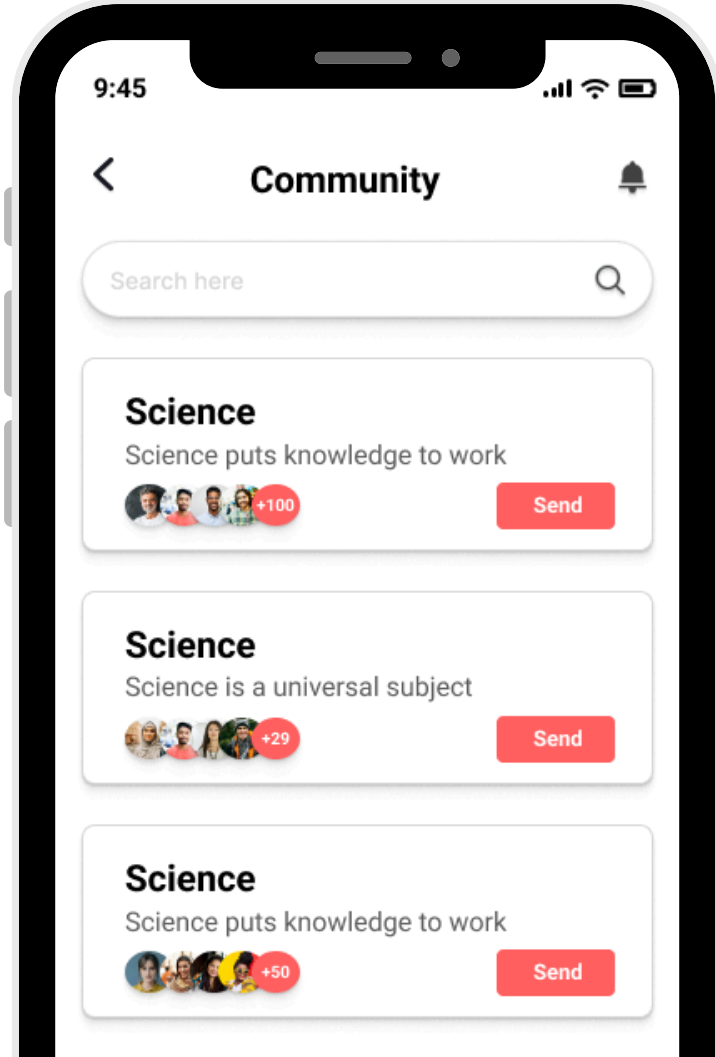 9:45
Community
Search here
Science
Science puts knowledge to work
+100
Send
Science
Science is a universal subject
+29
Send
Science
Science puts knowledge to work
+50
Send